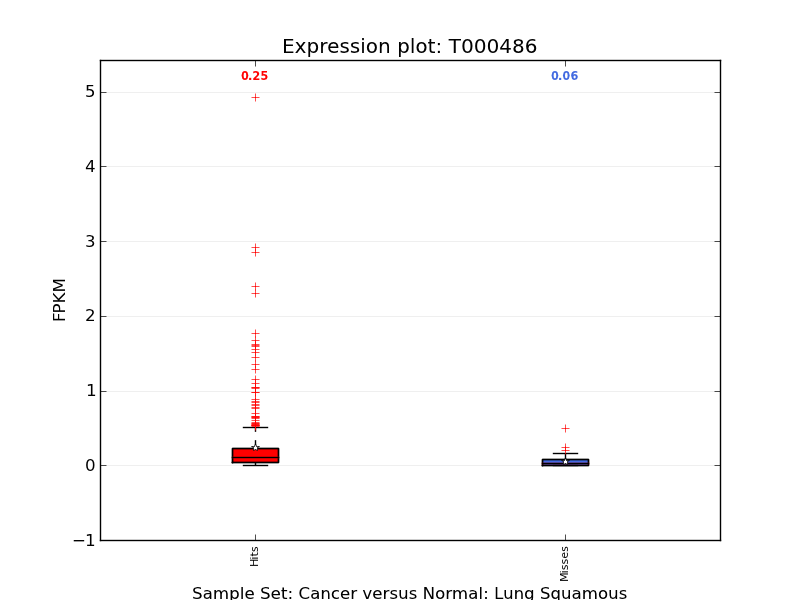 Expression plot: T000486
0.25
0.06
5
4
3
2
1
0
−1
FPKM
Hits
Misses
Sample Set: Cancer versus Normal: Lung Squamous